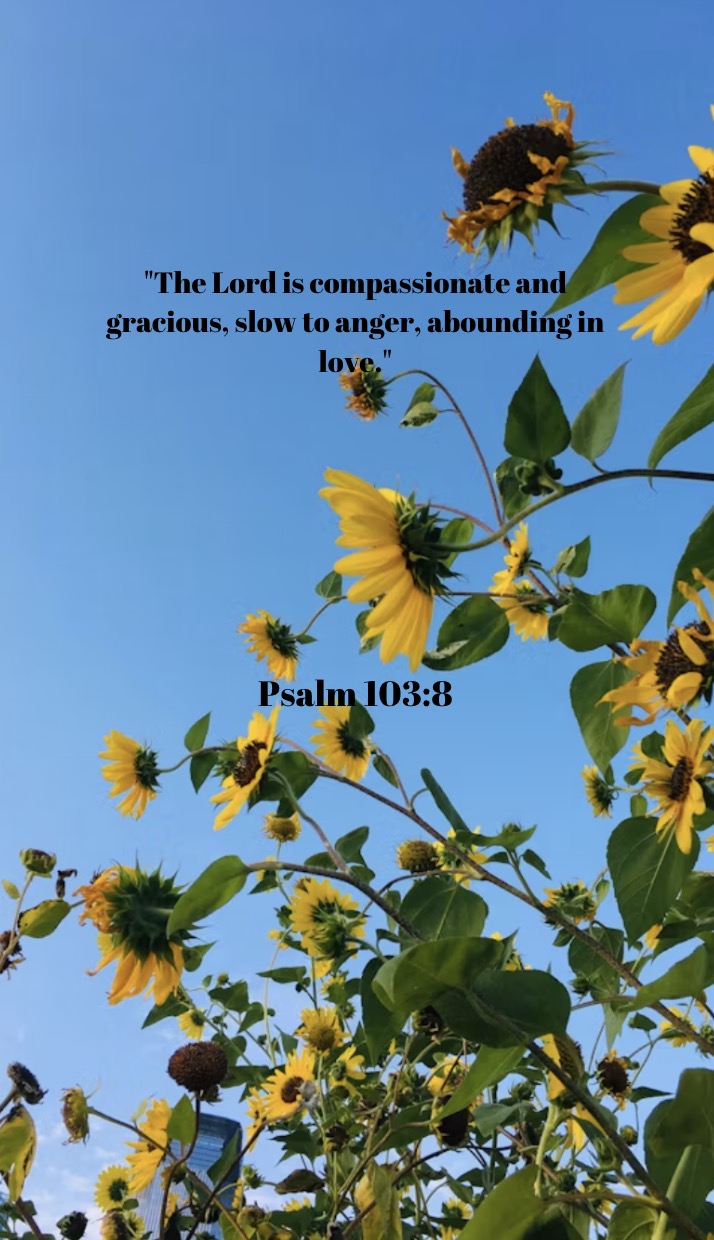 "The Lord is compassionate and
gracious, slow to anger, abounding in
love."
Psalm 103:8